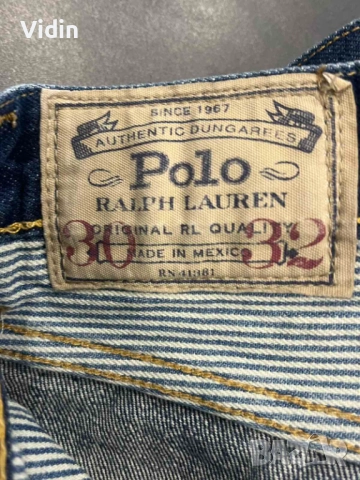 Vidin
SINCE 1967
AUTHENTIC DUNGAREES
Polo
RALPH LAUREN
ORIGINAL RL QUALITY
30 32
MADE IN MEXICO
RN 41381